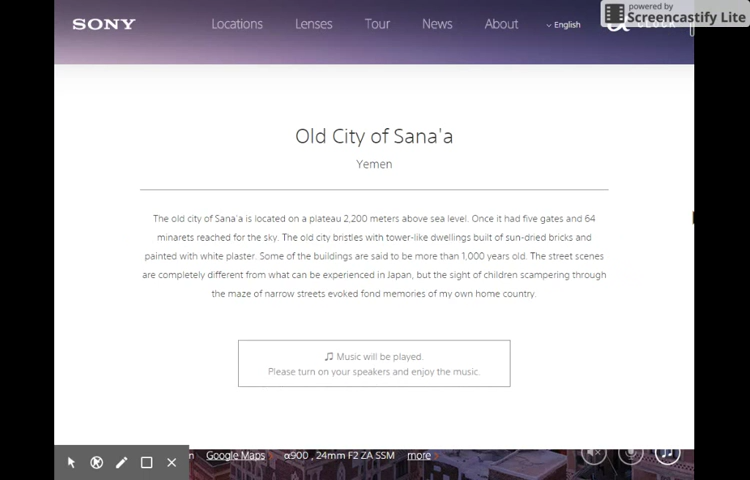 SONY
Locations Lenses Tour News About English
powered by
Screencastify Lite
Old City of Sana'a
Yemen
The old city of Sana'a is located on a plateau 2,200 meters above sea level. Once it had five gates and 64
minarets reached for the sky. The old city bristles with tower-like dwellings built of sun-dried bricks and
painted with white plaster. Some of the buildings are said to be more than 1,000 years old. The street scenes
are completely different from what can be experienced in Japan, but the sight of children scampering through
the maze of narrow streets evoked fond memories of my own home country.
♫ Music will be played.
Please turn on your speakers and enjoy the music.
Google Maps α900 , 24mm F2 ZA SSM more